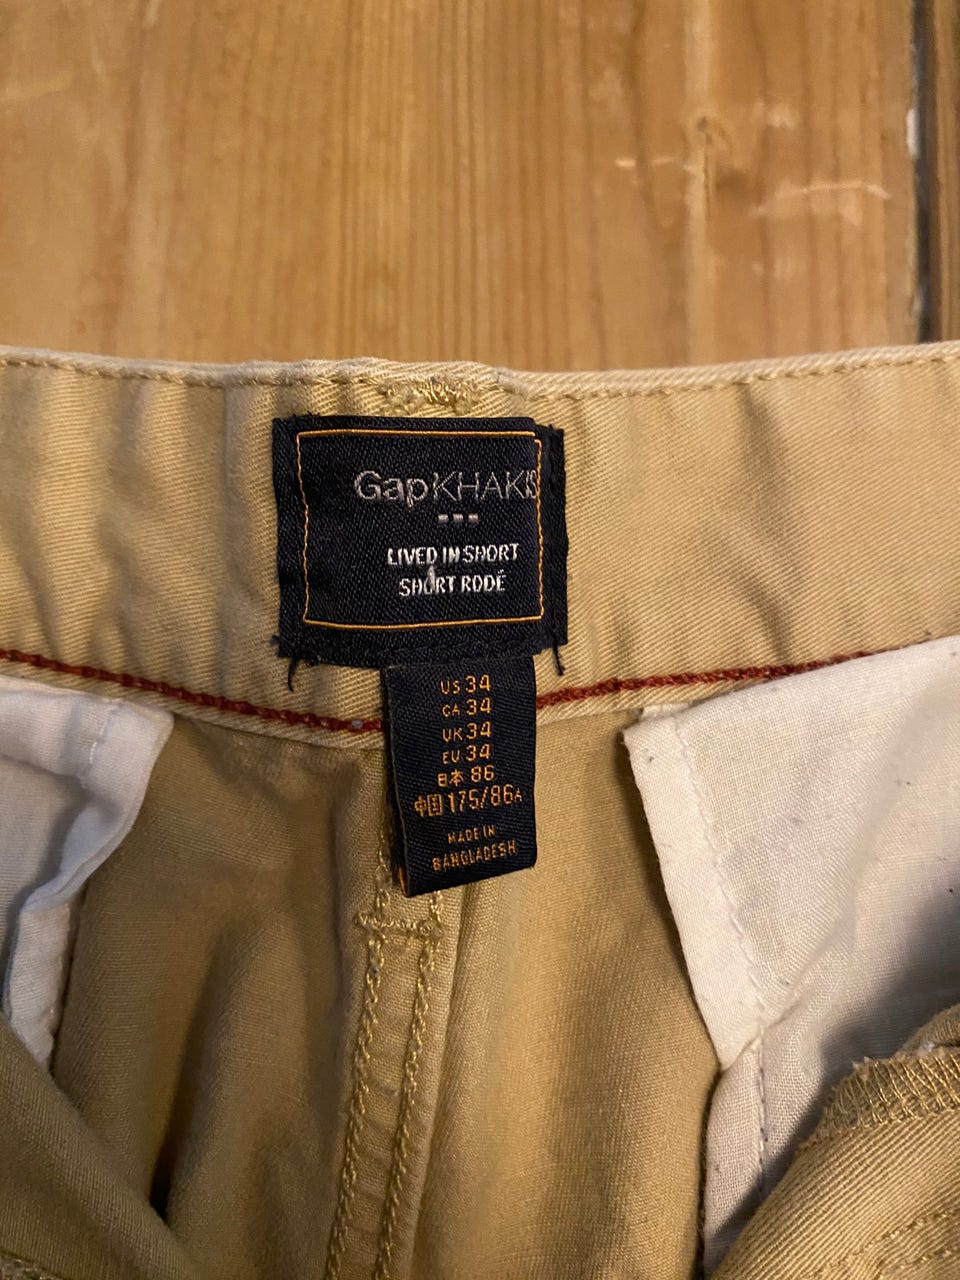 GapKHAKIS
LIVED IN SHORT
SHORT RODÉ
US 34
CA 34
UK 34
EU 34
日本 86
中国 175/86A
MADE IN
BANGLADESH